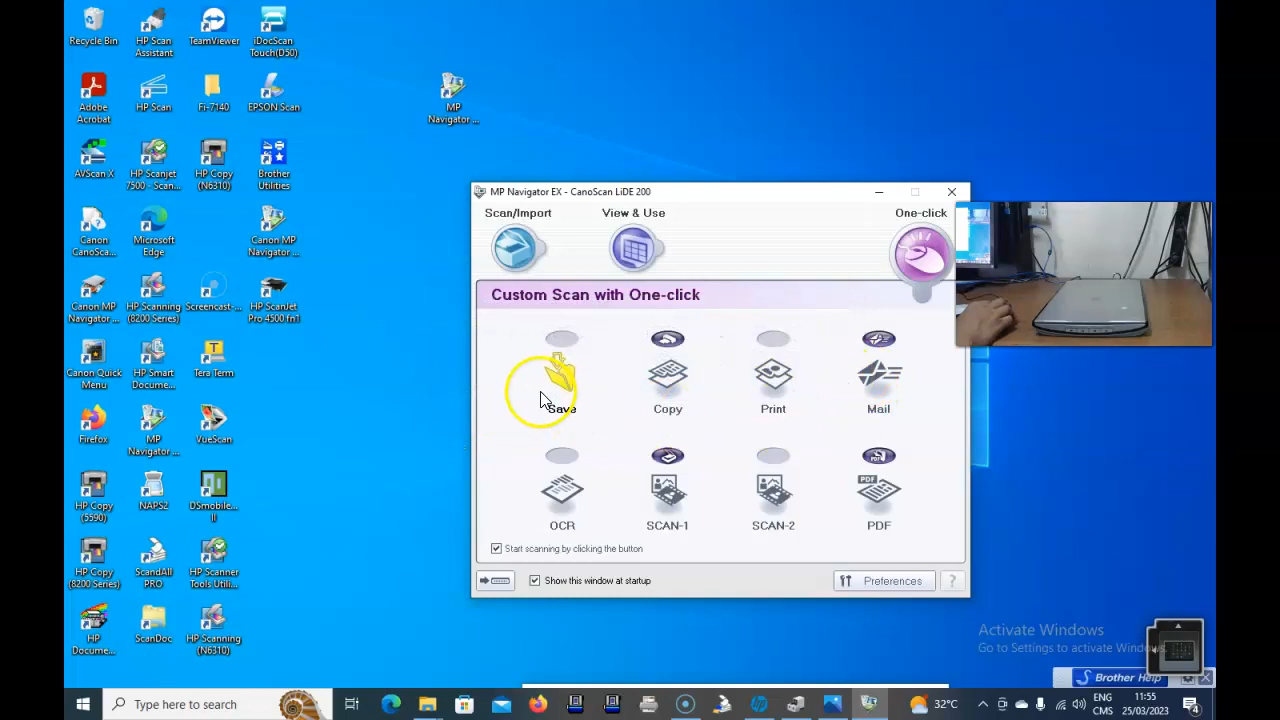 Recycle Bin
HP Scan
Assistant
TeamViewer
iDocScan
Touch(D50)
Adobe
Acrobat
HP Scan
Fi-7140
EPSON Scan
MP
Navigator ...
AVScan X
HP Scanjet
7500 - Scan...
HP Copy
(N6310)
Brother
Utilities
Canon
CanoSca...
Microsoft
Edge
Canon MP
Navigator ...
Canon MP
Navigator ...
HP Scanning
(8200 Series)
Screencast-...
HP ScanJet
Pro 4500 fn1
Canon Quick
Menu
HP Smart
Docume...
Tera Term
Firefox
MP
Navigator ...
VueScan
HP Copy
(5590)
NAPS2
DSmobile...
II
HP Copy
(8200 Series)
ScandAll
PRO
HP Scanner
Tools Utili...
HP
Docume...
ScanDoc
HP Scanning
(N6310)
MP Navigator EX - CanoScan LiDE 200
Scan/Import
View & Use
One-click
Custom Scan with One-click
Save
Copy
Print
Mail
PDF
OCR
SCAN-1
SCAN-2
PDF
Start scanning by clicking the button
Show this window at startup
Preferences
?
Activate Windows
Go to Settings to activate Windows.
Brother Help
Type here to search
32°C
ENG
CMS
11:55
25/03/2023
4